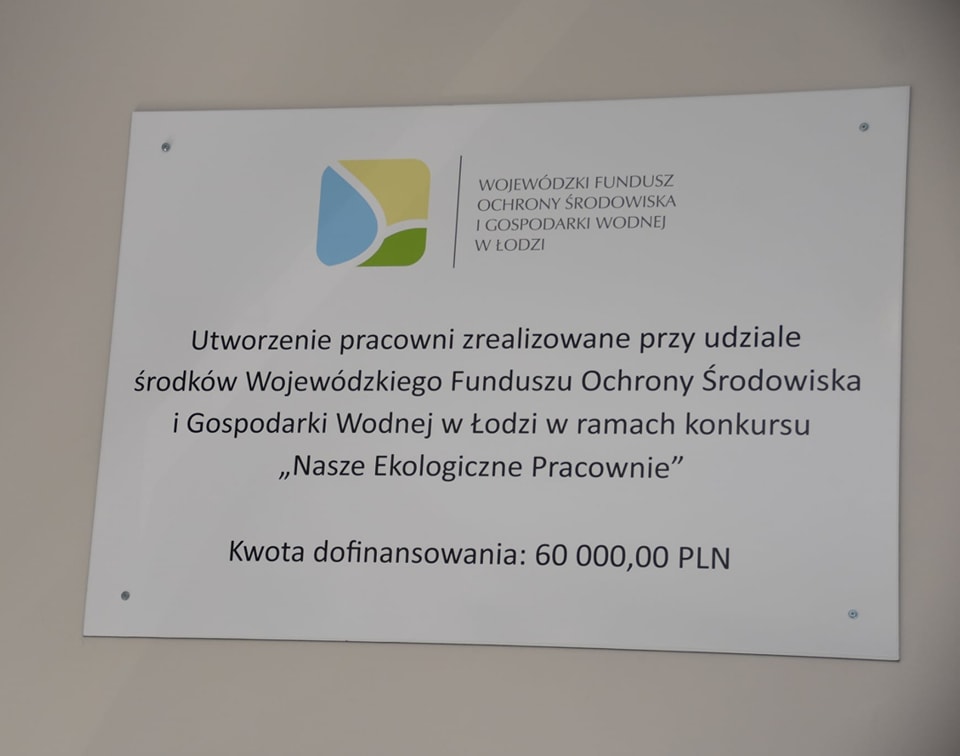 WOJEWÓDZKI FUNDUSZ
OCHRONY ŚRODOWISKA
I GOSPODARKI WODNEJ
W ŁODZI
Utworzenie pracowni zrealizowane przy udziale
środków Wojewódzkiego Funduszu Ochrony Środowiska
i Gospodarki Wodnej w Łodzi w ramach konkursu
„Nasze Ekologiczne Pracownie”
Kwota dofinansowania: 60 000,00 PLN